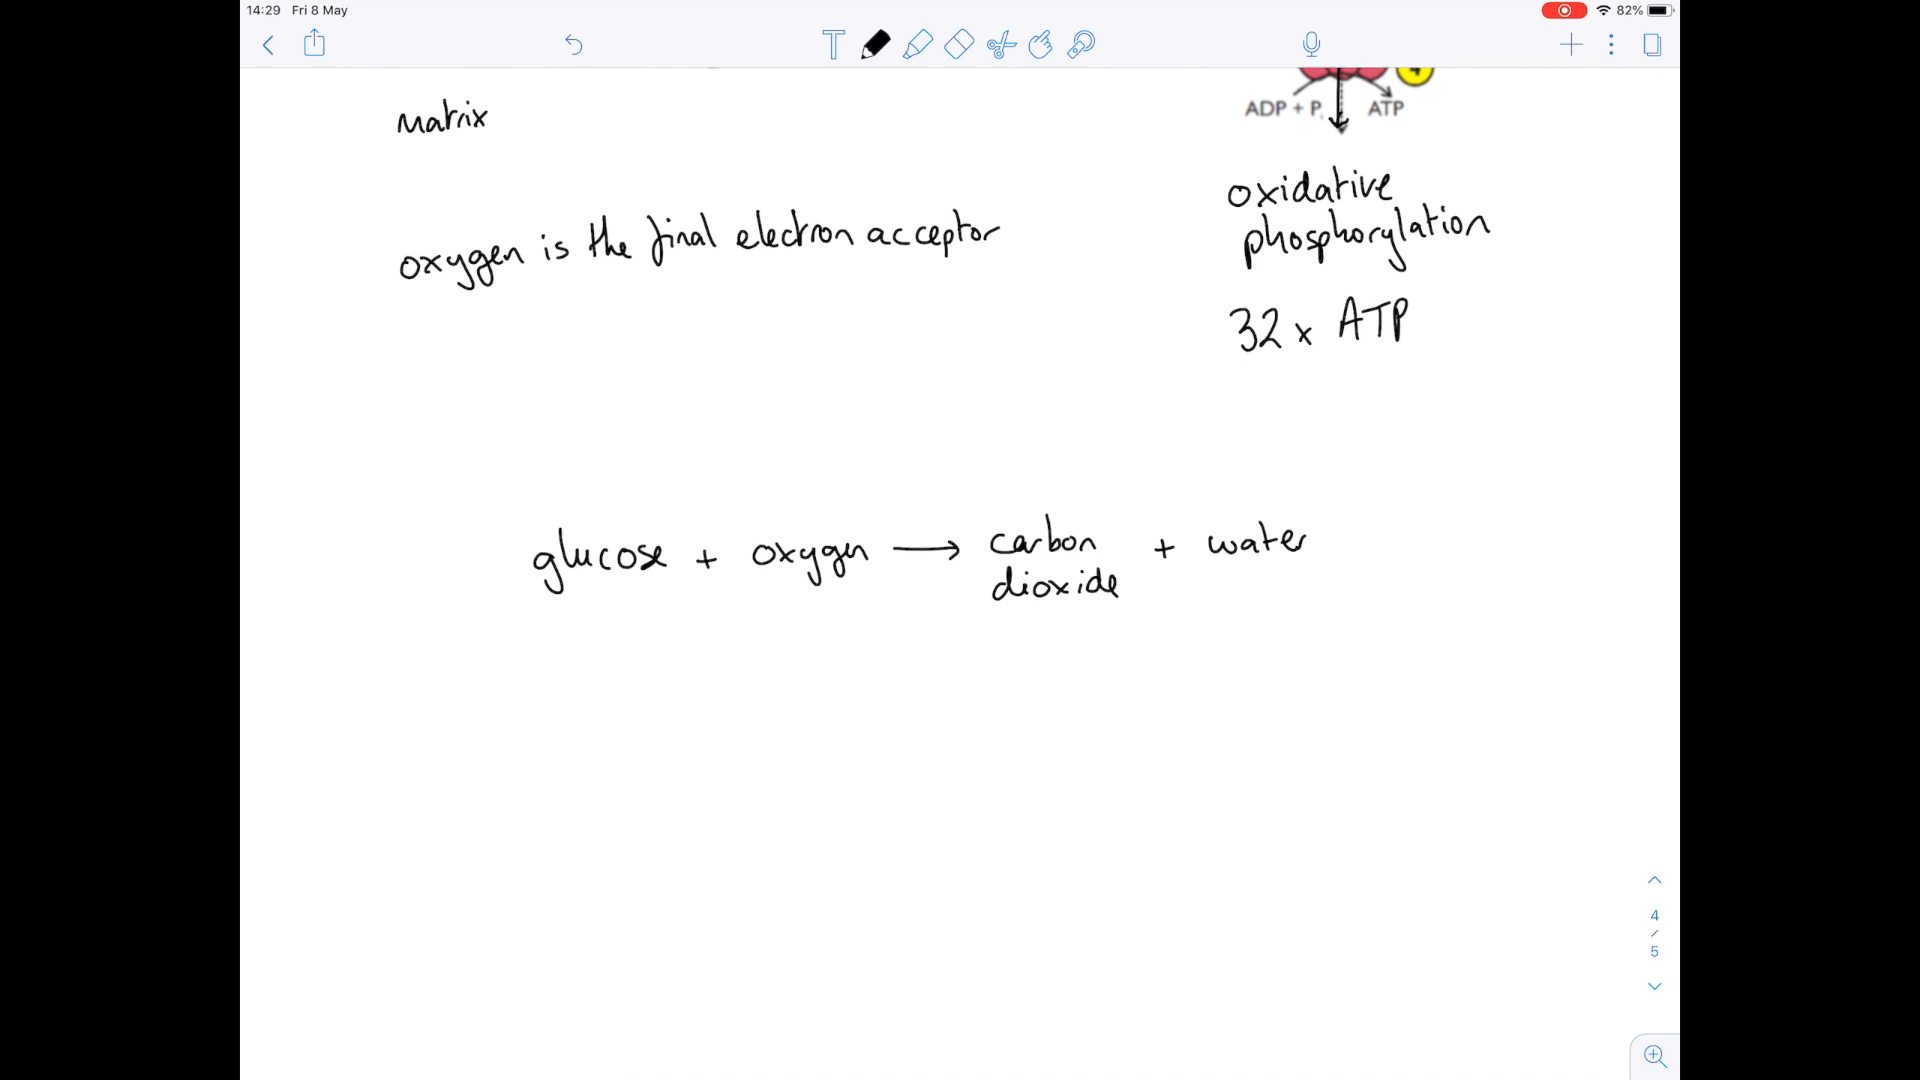 14:29 Fri 8 May
82%
T
matrix
ADP + Pi ATP
oxidative
phosphorylation
oxygen is the final electron acceptor
32 x ATP
glucose + oxygen ⟶ carbon dioxide + water
4
/
5